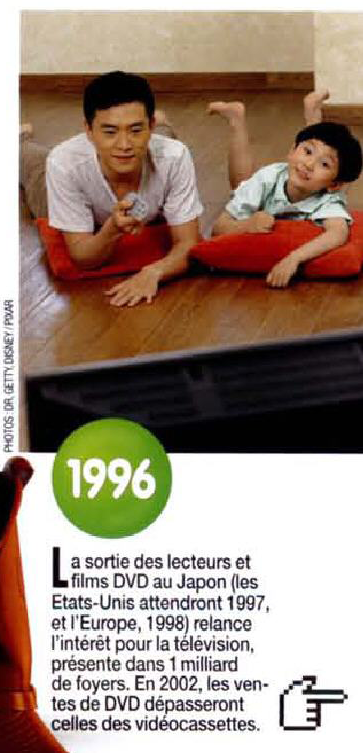 PHOTOS: DR, GETTY, DISNEY/PIXAR
1996
La sortie des lecteurs et
films DVD au Japon (les
Etats-Unis attendront 1997,
et l'Europe, 1998) relance
l'intérêt pour la télévision,
présente dans 1 milliard
de foyers. En 2002, les ven-
tes de DVD dépasseront
celles des vidéocassettes.